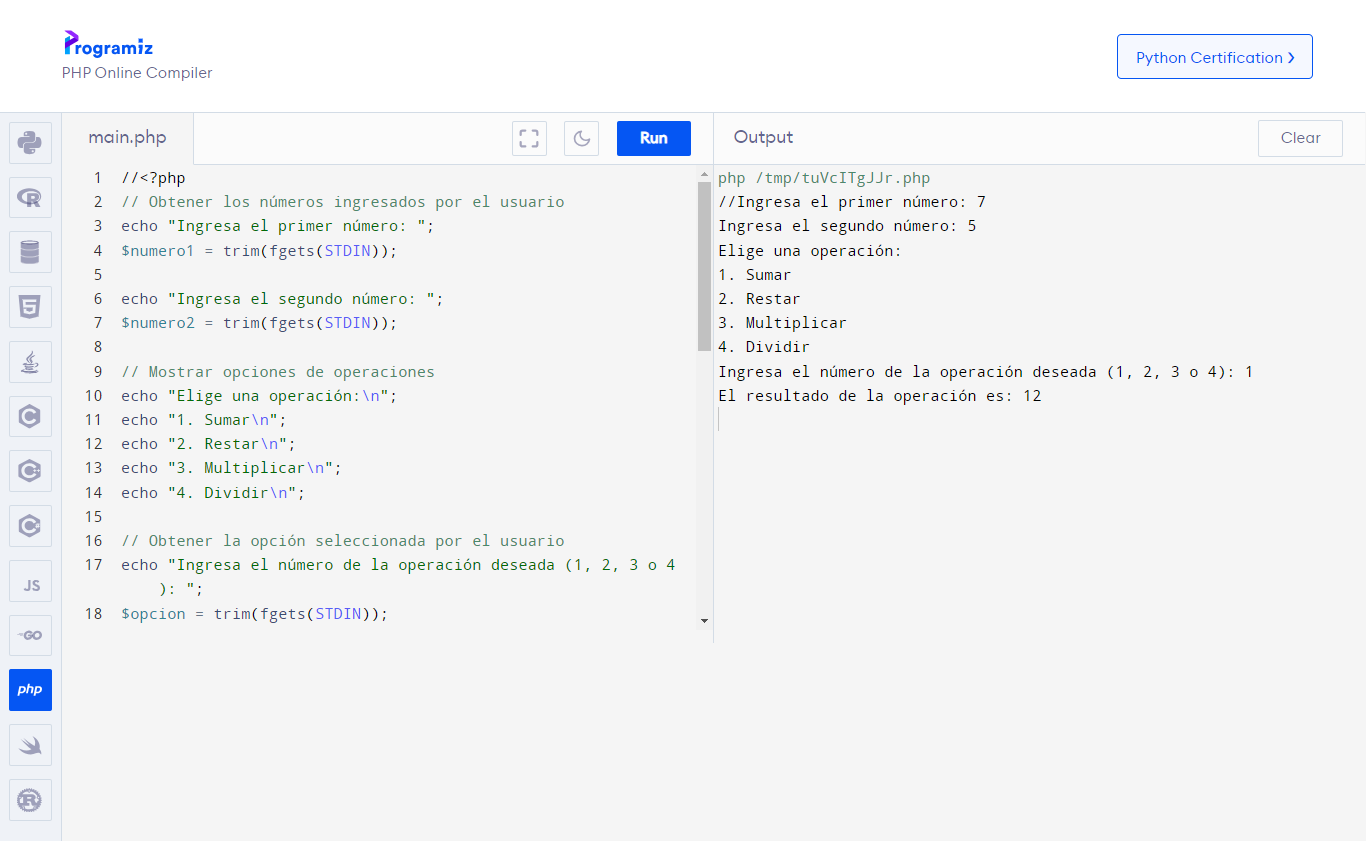 Programiz
PHP Online Compiler
Python Certification
main.php
Run
Output
Clear
1 //<?php
2 // Obtener los números ingresados por el usuario
3 echo "Ingresa el primer número: ";
4 $numero1 = trim(fgets(STDIN));
5
6 echo "Ingresa el segundo número: ";
7 $numero2 = trim(fgets(STDIN));
8
9 // Mostrar opciones de operaciones
10 echo "Elige una operación:\n";
11 echo "1. Sumar\n";
12 echo "2. Restar\n";
13 echo "3. Multiplicar\n";
14 echo "4. Dividir\n";
15
16 // Obtener la opción seleccionada por el usuario
17 echo "Ingresa el número de la operación deseada (1, 2, 3 o 4
): ";
18 $opcion = trim(fgets(STDIN));
php /tmp/tuVcITgJJr.php
//Ingresa el primer número: 7
Ingresa el segundo número: 5
Elige una operación:
1. Sumar
2. Restar
3. Multiplicar
4. Dividir
Ingresa el número de la operación deseada (1, 2, 3 o 4): 1
El resultado de la operación es: 12
R
5
C
C
C
JS
GO
php
R